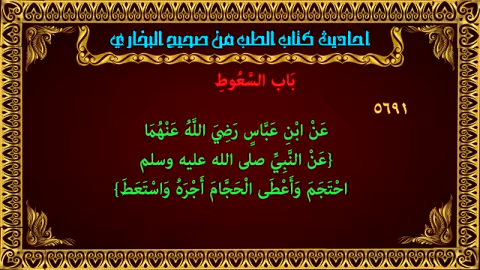 احاديث كتاب الطب من صحيح البخاري
بَاب السَّعُوطِ
٥٦٩١
عَنْ ابْنِ عَبَّاسٍ رَضِيَ اللَّهُ عَنْهُمَا
{عَنْ النَّبِيِّ صلى الله عليه وسلم
احْتَجَمَ وَأَعْطَى الْحَجَّامَ أَجْرَهُ وَاسْتَعَطَ}